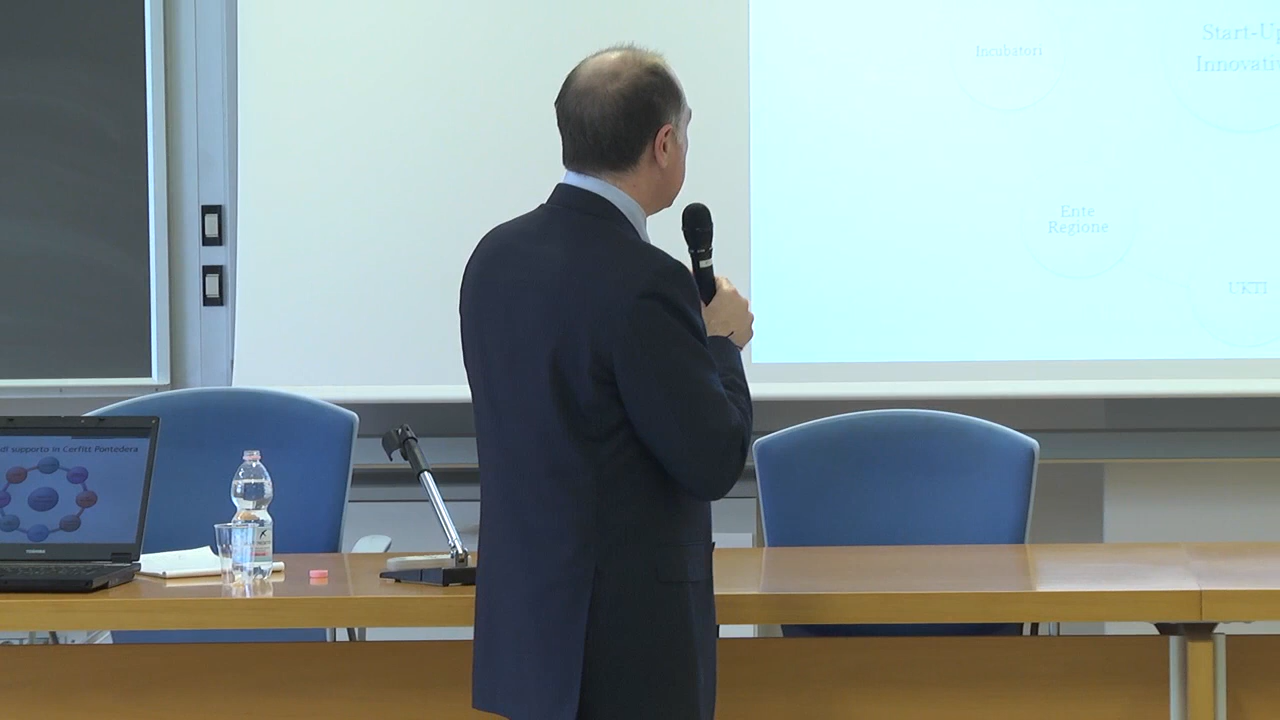 Incubatori
Start-Up
Innovativ
Ente
Regione
UKTI
di supporto in Cerfitt Pontedera
TOSHIBA